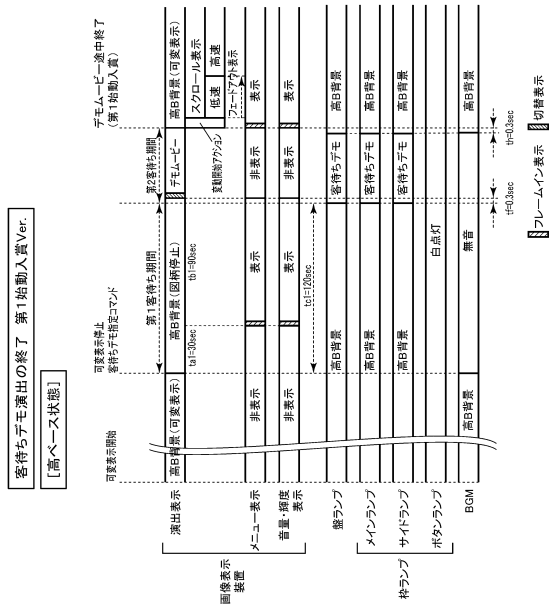 客待ちデモ演出の終了 第1始動入賞Ver.
[高ベース状態]
可変表示開始
可変表示停止
客待ちデモ指定コマンド
デモムービー途中終了
(第1始動入賞)
第1客待ち期間
第2客待ち期間
画像表示
装置
演出表示
高B背景(可変表示)
高B背景(図柄停止)
デモムービー
高B背景(可変表示)
スクロール表示
変動開始アクション
低速
高速
フェードアウト表示
ta1=30sec
tb1=90sec
メニュー表示
非表示
表示
非表示
表示
音量・輝度
表示
非表示
表示
非表示
表示
tc1=120sec
盤ランプ
高B背景
客待ちデモ
高B背景
枠ランプ
メインランプ
高B背景
客待ちデモ
高B背景
サイドランプ
高B背景
客待ちデモ
高B背景
ボタンランプ
白点灯
BGM
高B背景
無音
高B背景
tf=0.3sec
th=0.3sec
フレームイン表示
切替表示